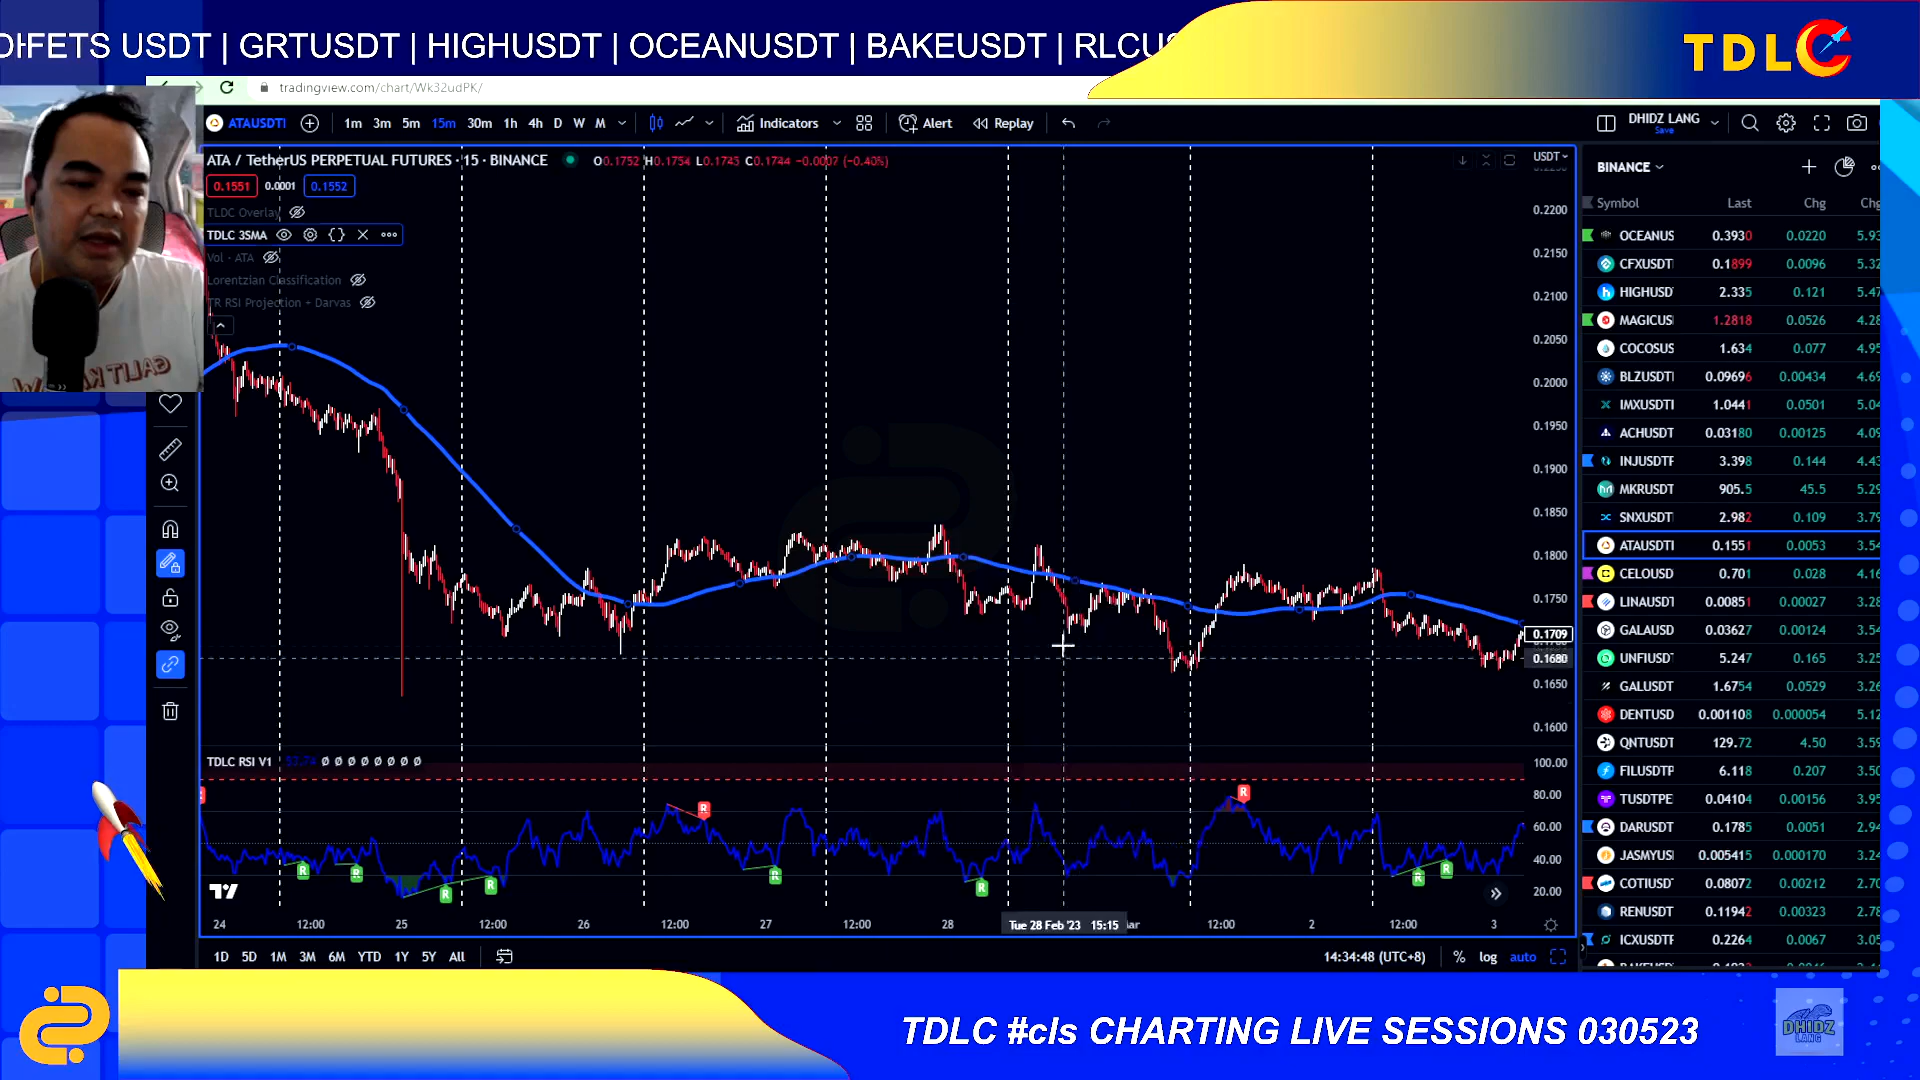 FETS USDT | GRTUSDT | HIGHUSDT | OCEANUSDT | BAKEUSDT |
TDLC
tradingview.com/chart/Wk32udPK/
ATAUSDT 1m 3m 5m 15m 30m 1h 4h D W M Indicators Alert Replay DHIDZ LANG
Save
ATA / TetherUS PERPETUAL FUTURES · 15 · BINANCE O0.1752 H0.1754 L0.1743 C0.1744 -0.0007 (-0.40%)
0.1551 0.0001 0.1552
TLDC Overlay
TDLC 3SMA
Vol · ATA
Lorentzian Classification
TR RSI Projection + Darvas
USDT
0.2200
0.2150
0.2100
0.2050
0.2000
0.1950
0.1900
0.1850
0.1800
0.1750
0.1709
0.1680
0.1650
0.1600
TDLC RSI V1 Ø Ø Ø Ø Ø Ø Ø Ø
100.00
80.00
60.00
40.00
20.00
R
R
R
R
R
R
R
R
R
R
24 12:00 25 12:00 26 12:00 27 12:00 28 Tue 28 Feb '23 15:15 12:00 2 12:00 3
1D 5D 1M 3M 6M YTD 1Y 5Y All 14:34:48 (UTC+8) % log auto
BINANCE
Symbol Last Chg
OCEANUS 0.3930 0.0220
CFXUSDT 0.1899 0.0096
HIGHUSD 2.335 0.121
MAGICUS 1.2818 0.0526
COCOSUS 1.634 0.077
BLZUSDT 0.09696 0.00434
IMXUSDT 1.0441 0.0501
ACHUSDT 0.03180 0.00125
INJUSDT 3.398 0.144
MKRUSDT 905.5 45.5
SNXUSDT 2.982 0.109
ATAUSDT 0.1551 0.0053
CELOUSD 0.701 0.028
LINAUSDT 0.00851 0.00027
GALAUSD 0.03627 0.00124
UNFIUSD 5.247 0.165
GALUSDT 1.6754 0.0529
DENTUSD 0.001108 0.000054
QNTUSDT 129.72 4.50
FILUSDTP 6.118 0.207
TUSDTPE 0.04104 0.00156
DARUSDT 0.1785 0.0051
JASMYUS 0.005415 0.000170
COTIUSD 0.08072 0.00212
RENUSDT 0.11942 0.00323
ICXUSDTF 0.2264 0.0067
TDLC #cls CHARTING LIVE SESSIONS 030523
DHIDZ
LANG